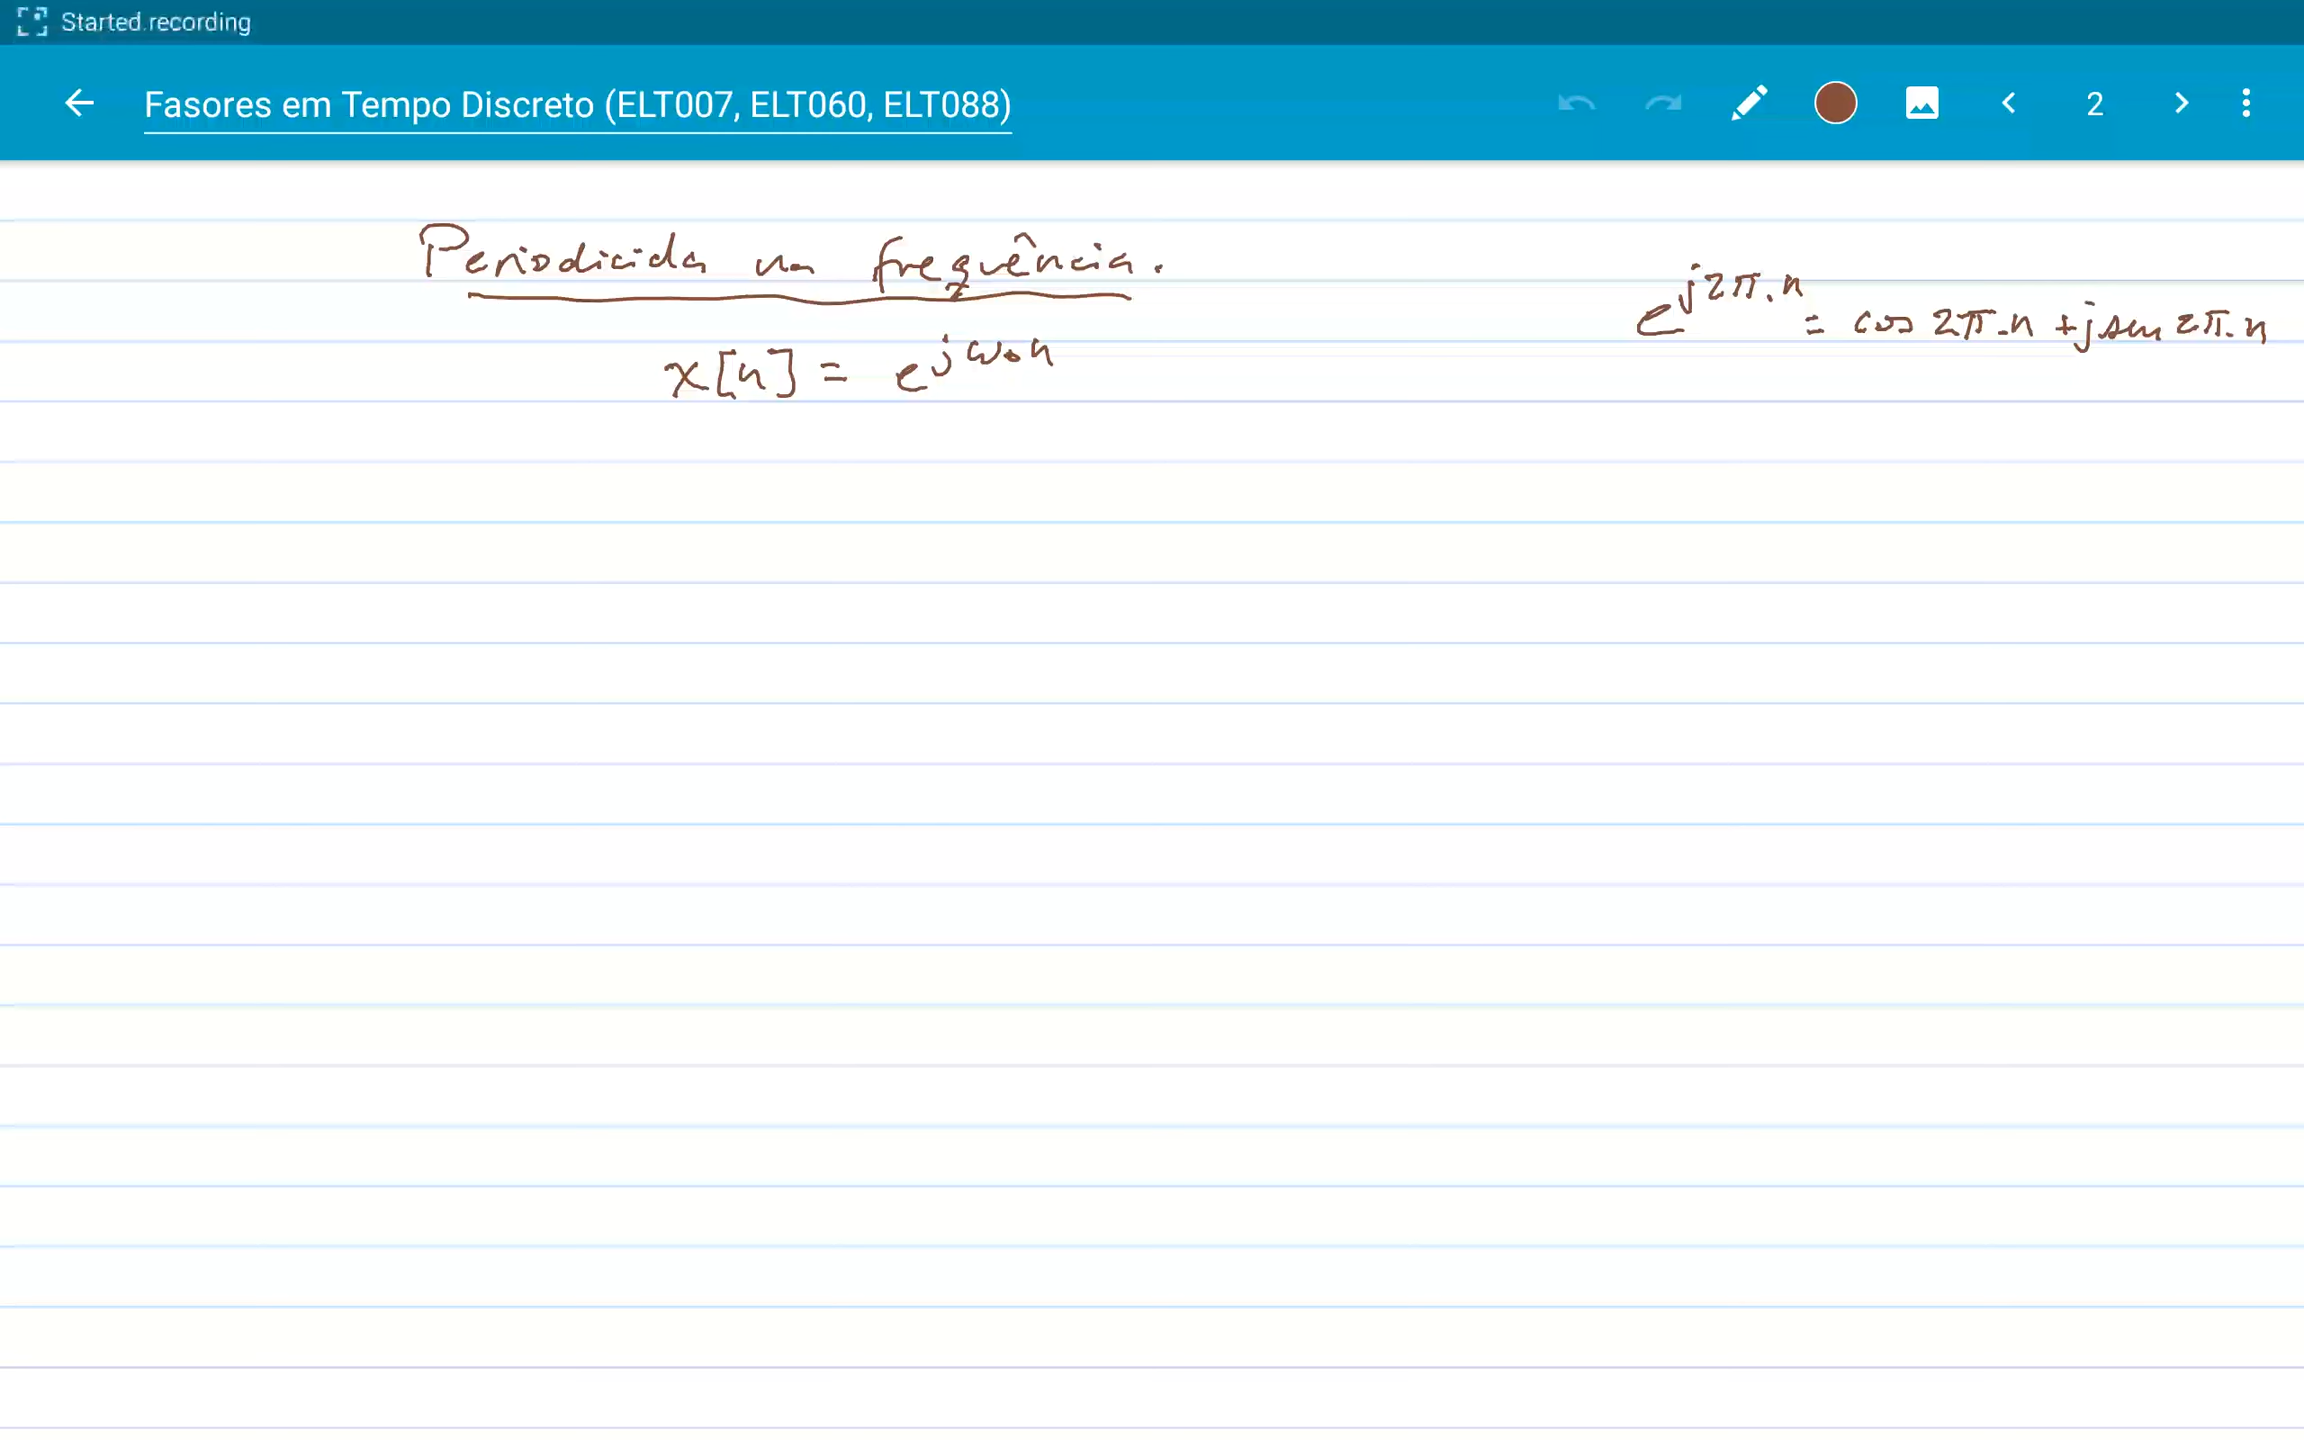 Started recording
Fasores em Tempo Discreto (ELT007, ELT060, ELT088)
2
Periodicida na frequência.
e^{j2π.n} = cos 2π.n + j sen 2π.n
x[n] = e^{jω₀n}